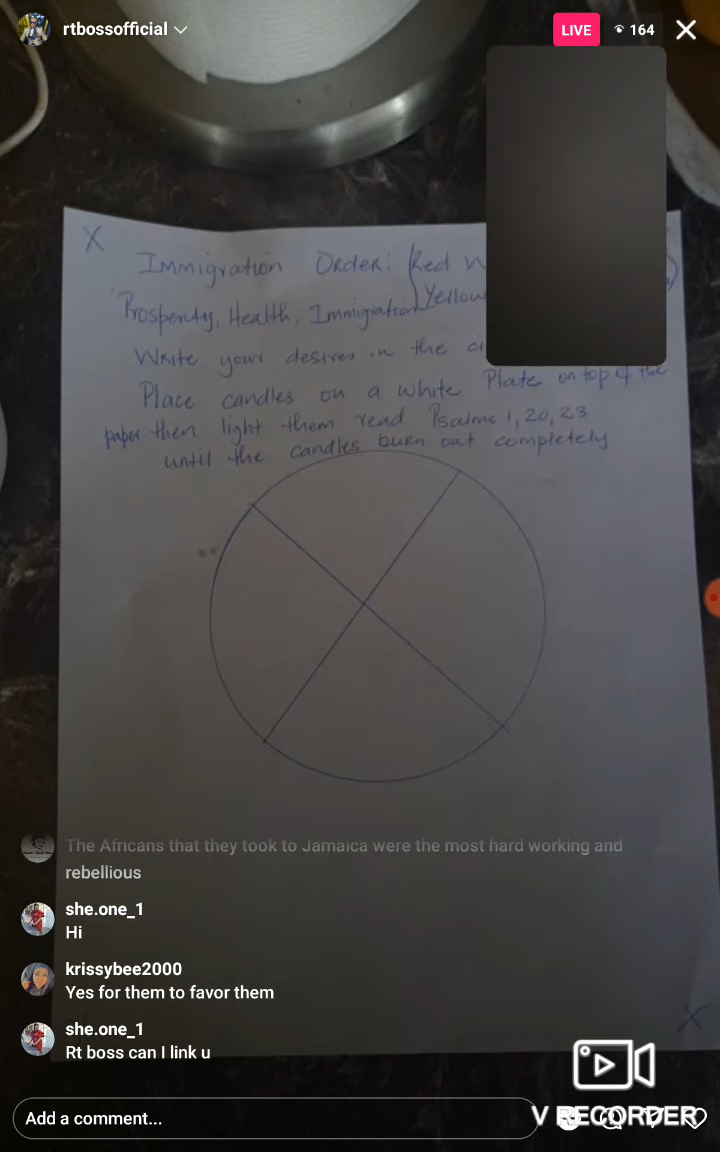 rtbossofficial
LIVE
164
X
Immigration Order: (Red
Prosperity, Health, Immigration Yellow
Write your desires in the
Place candles on a white Plate on top of the
paper then light them read Psalms 1, 20, 23
until the candles burn out completely
X
The Africans that they took to Jamaica were the most hard working and
rebellious
she.one_1
Hi
krissybee2000
Yes for them to favor them
she.one_1
Rt boss can I link u
Add a comment...
V RECORDER